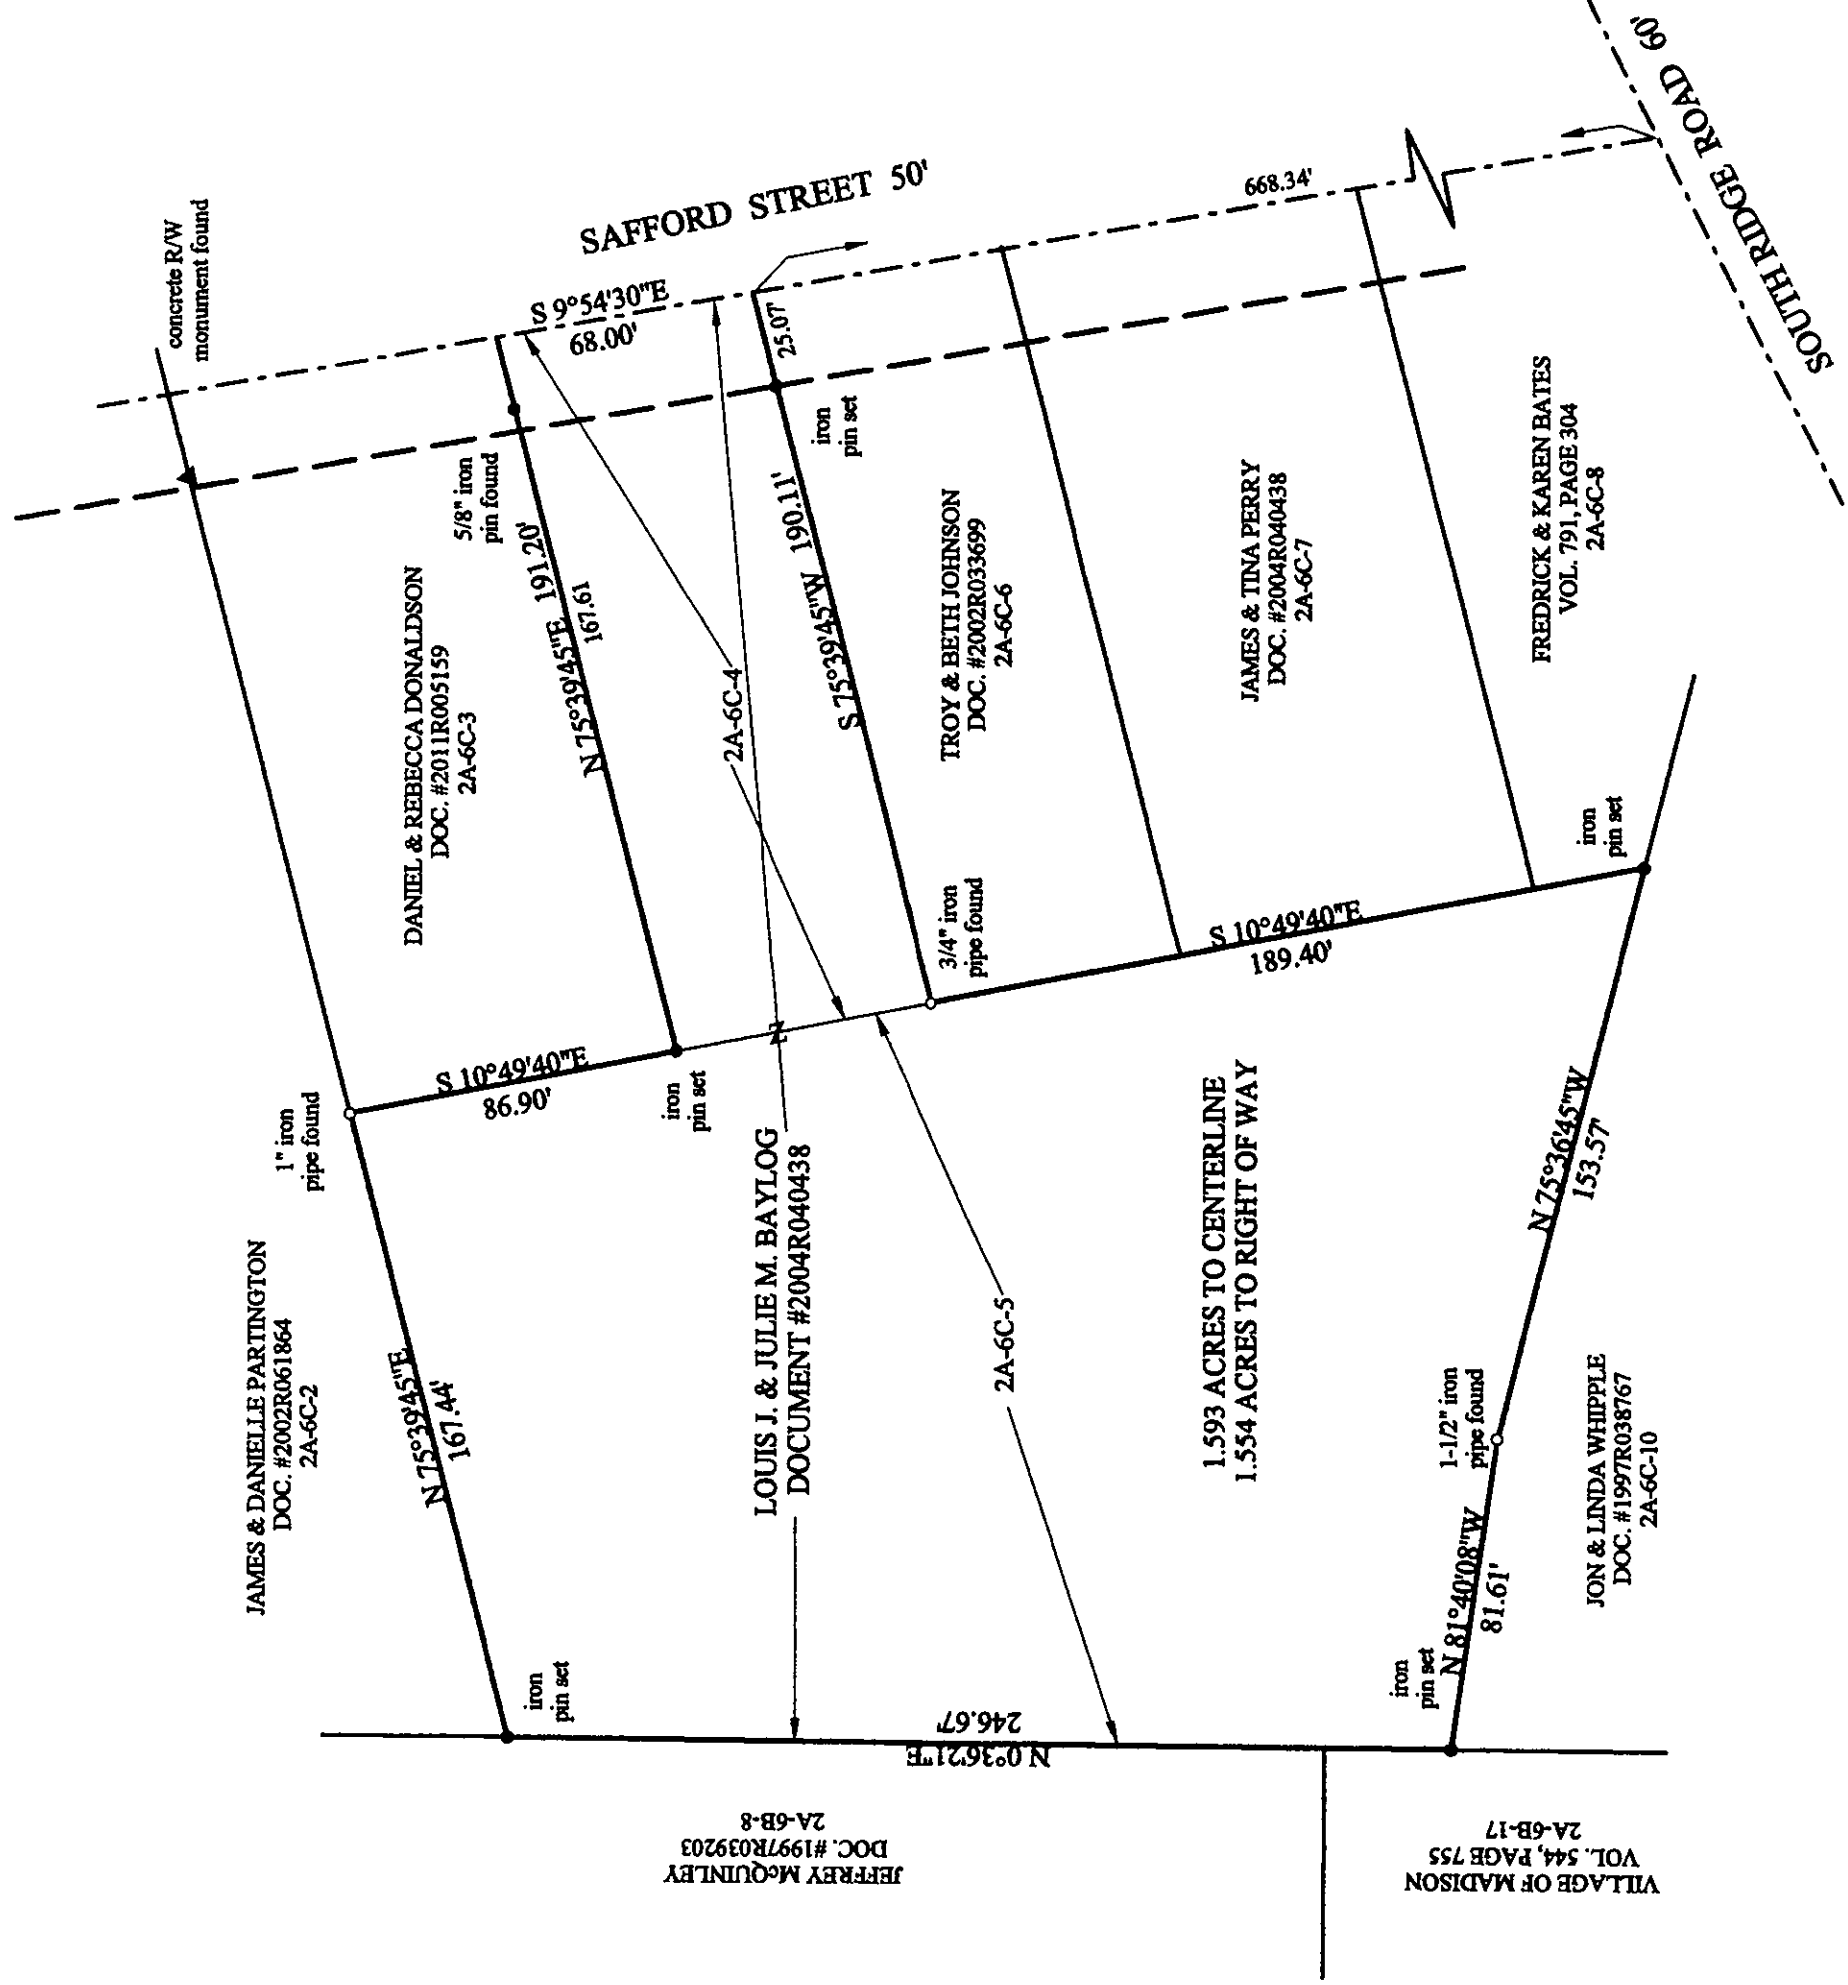 concrete R/W
monument found
SAFFORD STREET 50'
S 9°54'30"E
68.00'
25.07'
668.34'
SOUTH RIDGE ROAD 60'
5/8" iron
pin found
iron
pin set
DANIEL & REBECCA DONALDSON
DOC. #2011R005159
2A-6C-3
N 75°39'45"E 191.20'
167.61
2A-6C-4
S 75°39'45"W 190.11'
TROY & BETH JOHNSON
DOC. #2002R033699
2A-6C-6
JAMES & TINA PERRY
DOC. #2004R040438
2A-6C-7
FREDRICK & KAREN BATES
VOL. 791, PAGE 304
2A-6C-8
iron
pin set
3/4" iron
pipe found
S 10°49'40"E
189.40'
1" iron
pipe found
S 10°49'40"E
86.90'
iron
pin set
Z
JAMES & DANIELLE PARTINGTON
DOC. #2002R061864
2A-6C-2
N 75°39'45"E
167.44'
LOUIS J. & JULIE M. BAYLOG
DOCUMENT #2004R040438
2A-6C-5
1.593 ACRES TO CENTERLINE
1.554 ACRES TO RIGHT OF WAY
N 75°36'45"W
153.57'
1-1/2" iron
pipe found
JON & LINDA WHIPPLE
DOC. #1997R038767
2A-6C-10
N 81°40'08"W
81.61'
iron
pin set
iron
pin set
N 0°36'21"E
246.67'
JEFFREY McQUINLEY
DOC. #1997R039203
2A-6B-8
VILLAGE OF MADISON
VOL. 544, PAGE 755
2A-6B-17